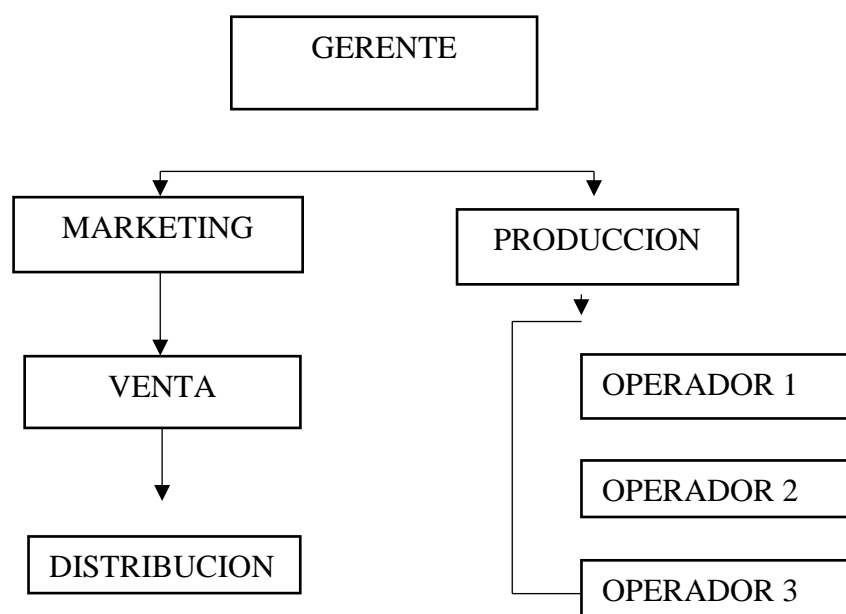 GERENTE
MARKETING
PRODUCCION
VENTA
OPERADOR 1
OPERADOR 2
DISTRIBUCION
OPERADOR 3